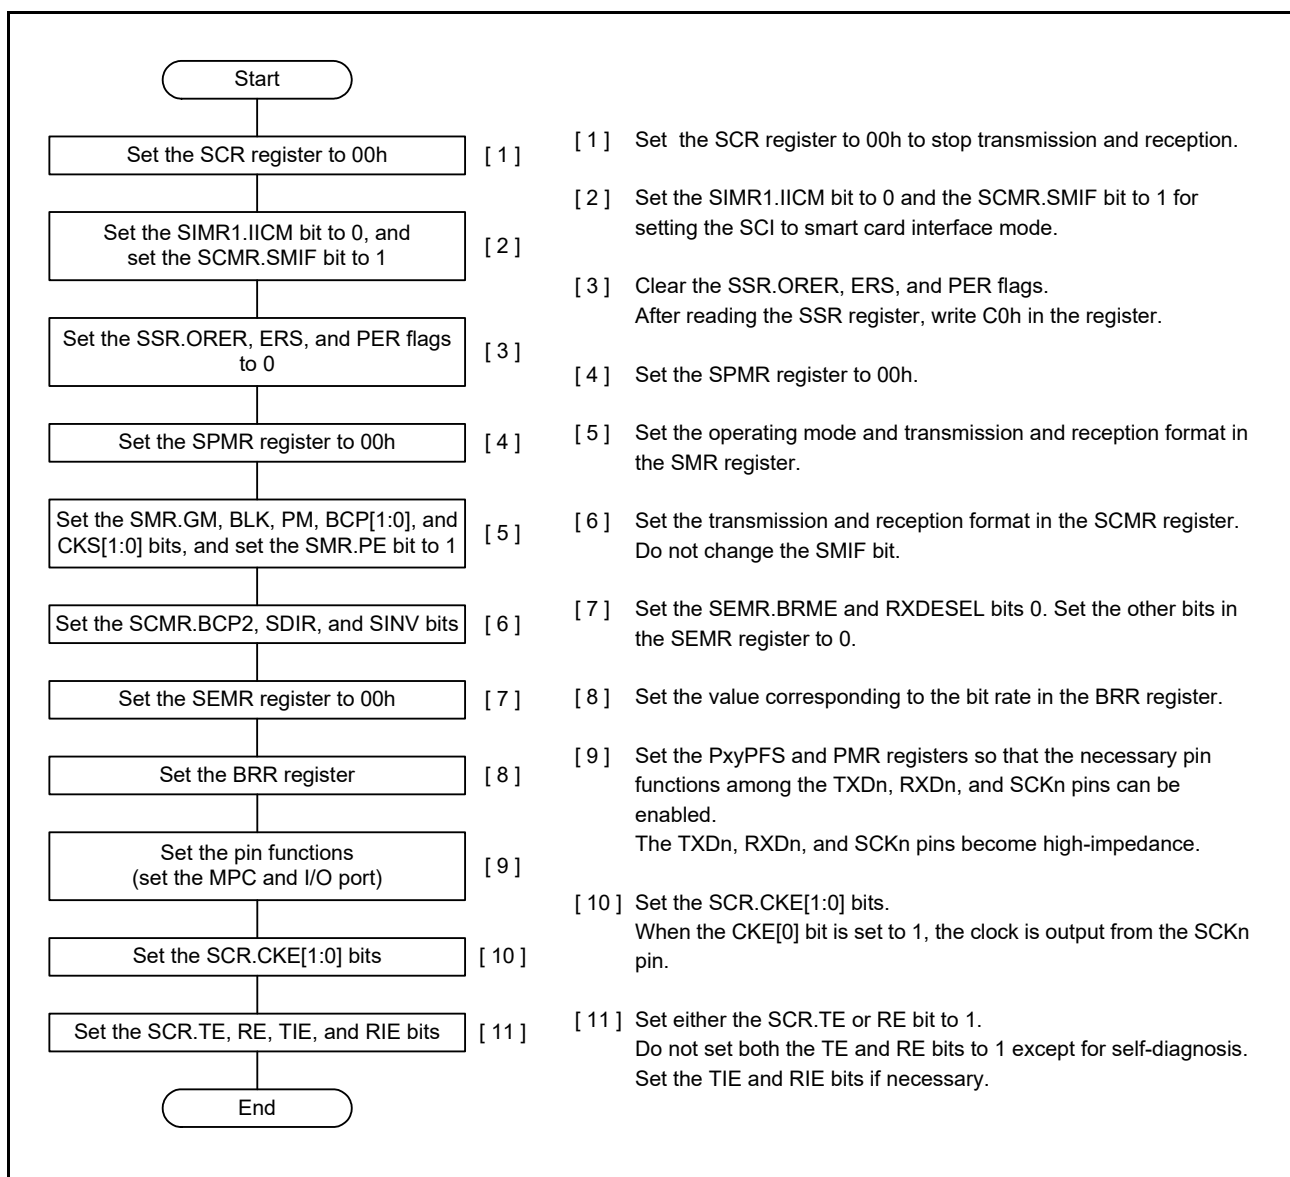 Start
Set the SCR register to 00h
[ 1 ]
Set the SIMR1.IICM bit to 0, and
set the SCMR.SMIF bit to 1
[ 2 ]
Set the SSR.ORER, ERS, and PER flags
to 0
[ 3 ]
Set the SPMR register to 00h
[ 4 ]
Set the SMR.GM, BLK, PM, BCP[1:0], and
CKS[1:0] bits, and set the SMR.PE bit to 1
[ 5 ]
Set the SCMR.BCP2, SDIR, and SINV bits
[ 6 ]
Set the SEMR register to 00h
[ 7 ]
Set the BRR register
[ 8 ]
Set the pin functions
(set the MPC and I/O port)
[ 9 ]
Set the SCR.CKE[1:0] bits
[ 10 ]
Set the SCR.TE, RE, TIE, and RIE bits
[ 11 ]
End
[ 1 ] Set the SCR register to 00h to stop transmission and reception.
[ 2 ] Set the SIMR1.IICM bit to 0 and the SCMR.SMIF bit to 1 for
setting the SCI to smart card interface mode.
[ 3 ] Clear the SSR.ORER, ERS, and PER flags.
After reading the SSR register, write C0h in the register.
[ 4 ] Set the SPMR register to 00h.
[ 5 ] Set the operating mode and transmission and reception format in
the SMR register.
[ 6 ] Set the transmission and reception format in the SCMR register.
Do not change the SMIF bit.
[ 7 ] Set the SEMR.BRME and RXDESEL bits 0. Set the other bits in
the SEMR register to 0.
[ 8 ] Set the value corresponding to the bit rate in the BRR register.
[ 9 ] Set the PxyPFS and PMR registers so that the necessary pin
functions among the TXDn, RXDn, and SCKn pins can be
enabled.
The TXDn, RXDn, and SCKn pins become high-impedance.
[ 10 ] Set the SCR.CKE[1:0] bits.
When the CKE[0] bit is set to 1, the clock is output from the SCKn
pin.
[ 11 ] Set either the SCR.TE or RE bit to 1.
Do not set both the TE and RE bits to 1 except for self-diagnosis.
Set the TIE and RIE bits if necessary.